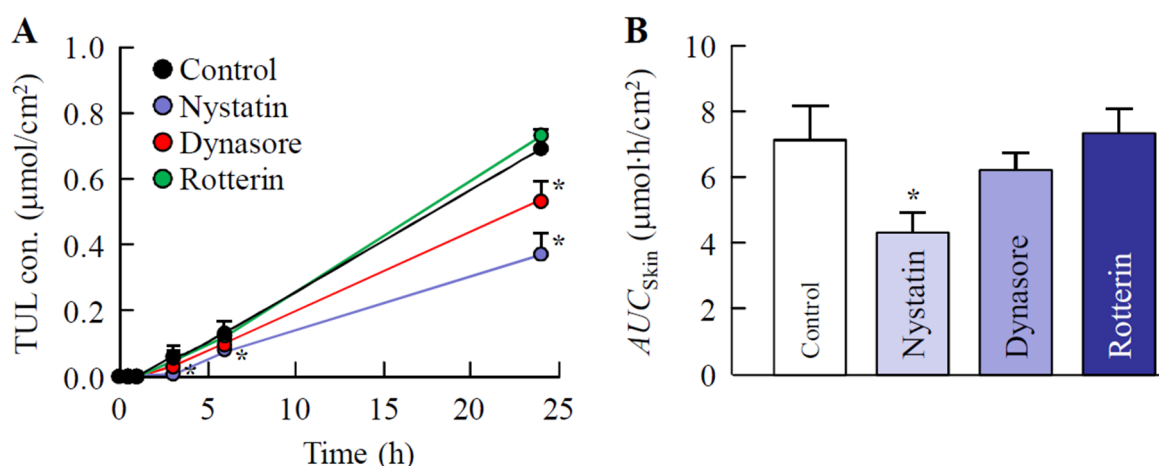 A
TUL con. (μmol/cm²)
1.0
0.8
0.6
0.4
0.2
0.0
Control
Nystatin
Dynasore
Rotterin
*
*
*
*
0
5
10
15
20
25
Time (h)
B
AUC_Skin (μmol·h/cm²)
10
8
6
4
2
0
*
Control
Nystatin
Dynasore
Rotterin